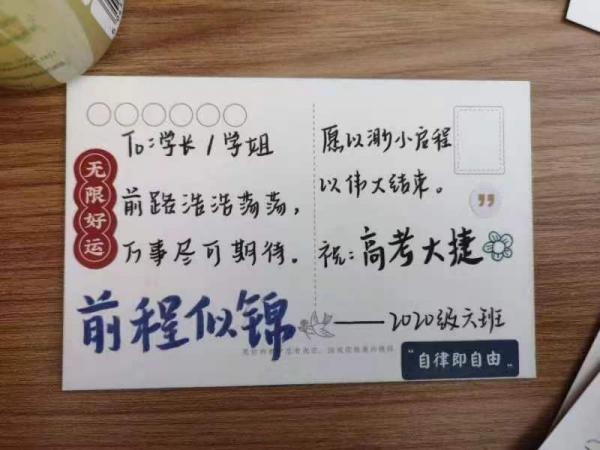 To:学长/学姐
无限好运
前路浩浩荡荡，
万事尽可期待。
前程似锦
愿以渺小启程
以伟大结束。
祝:高考大捷
——2020级六班
“自律即自由”